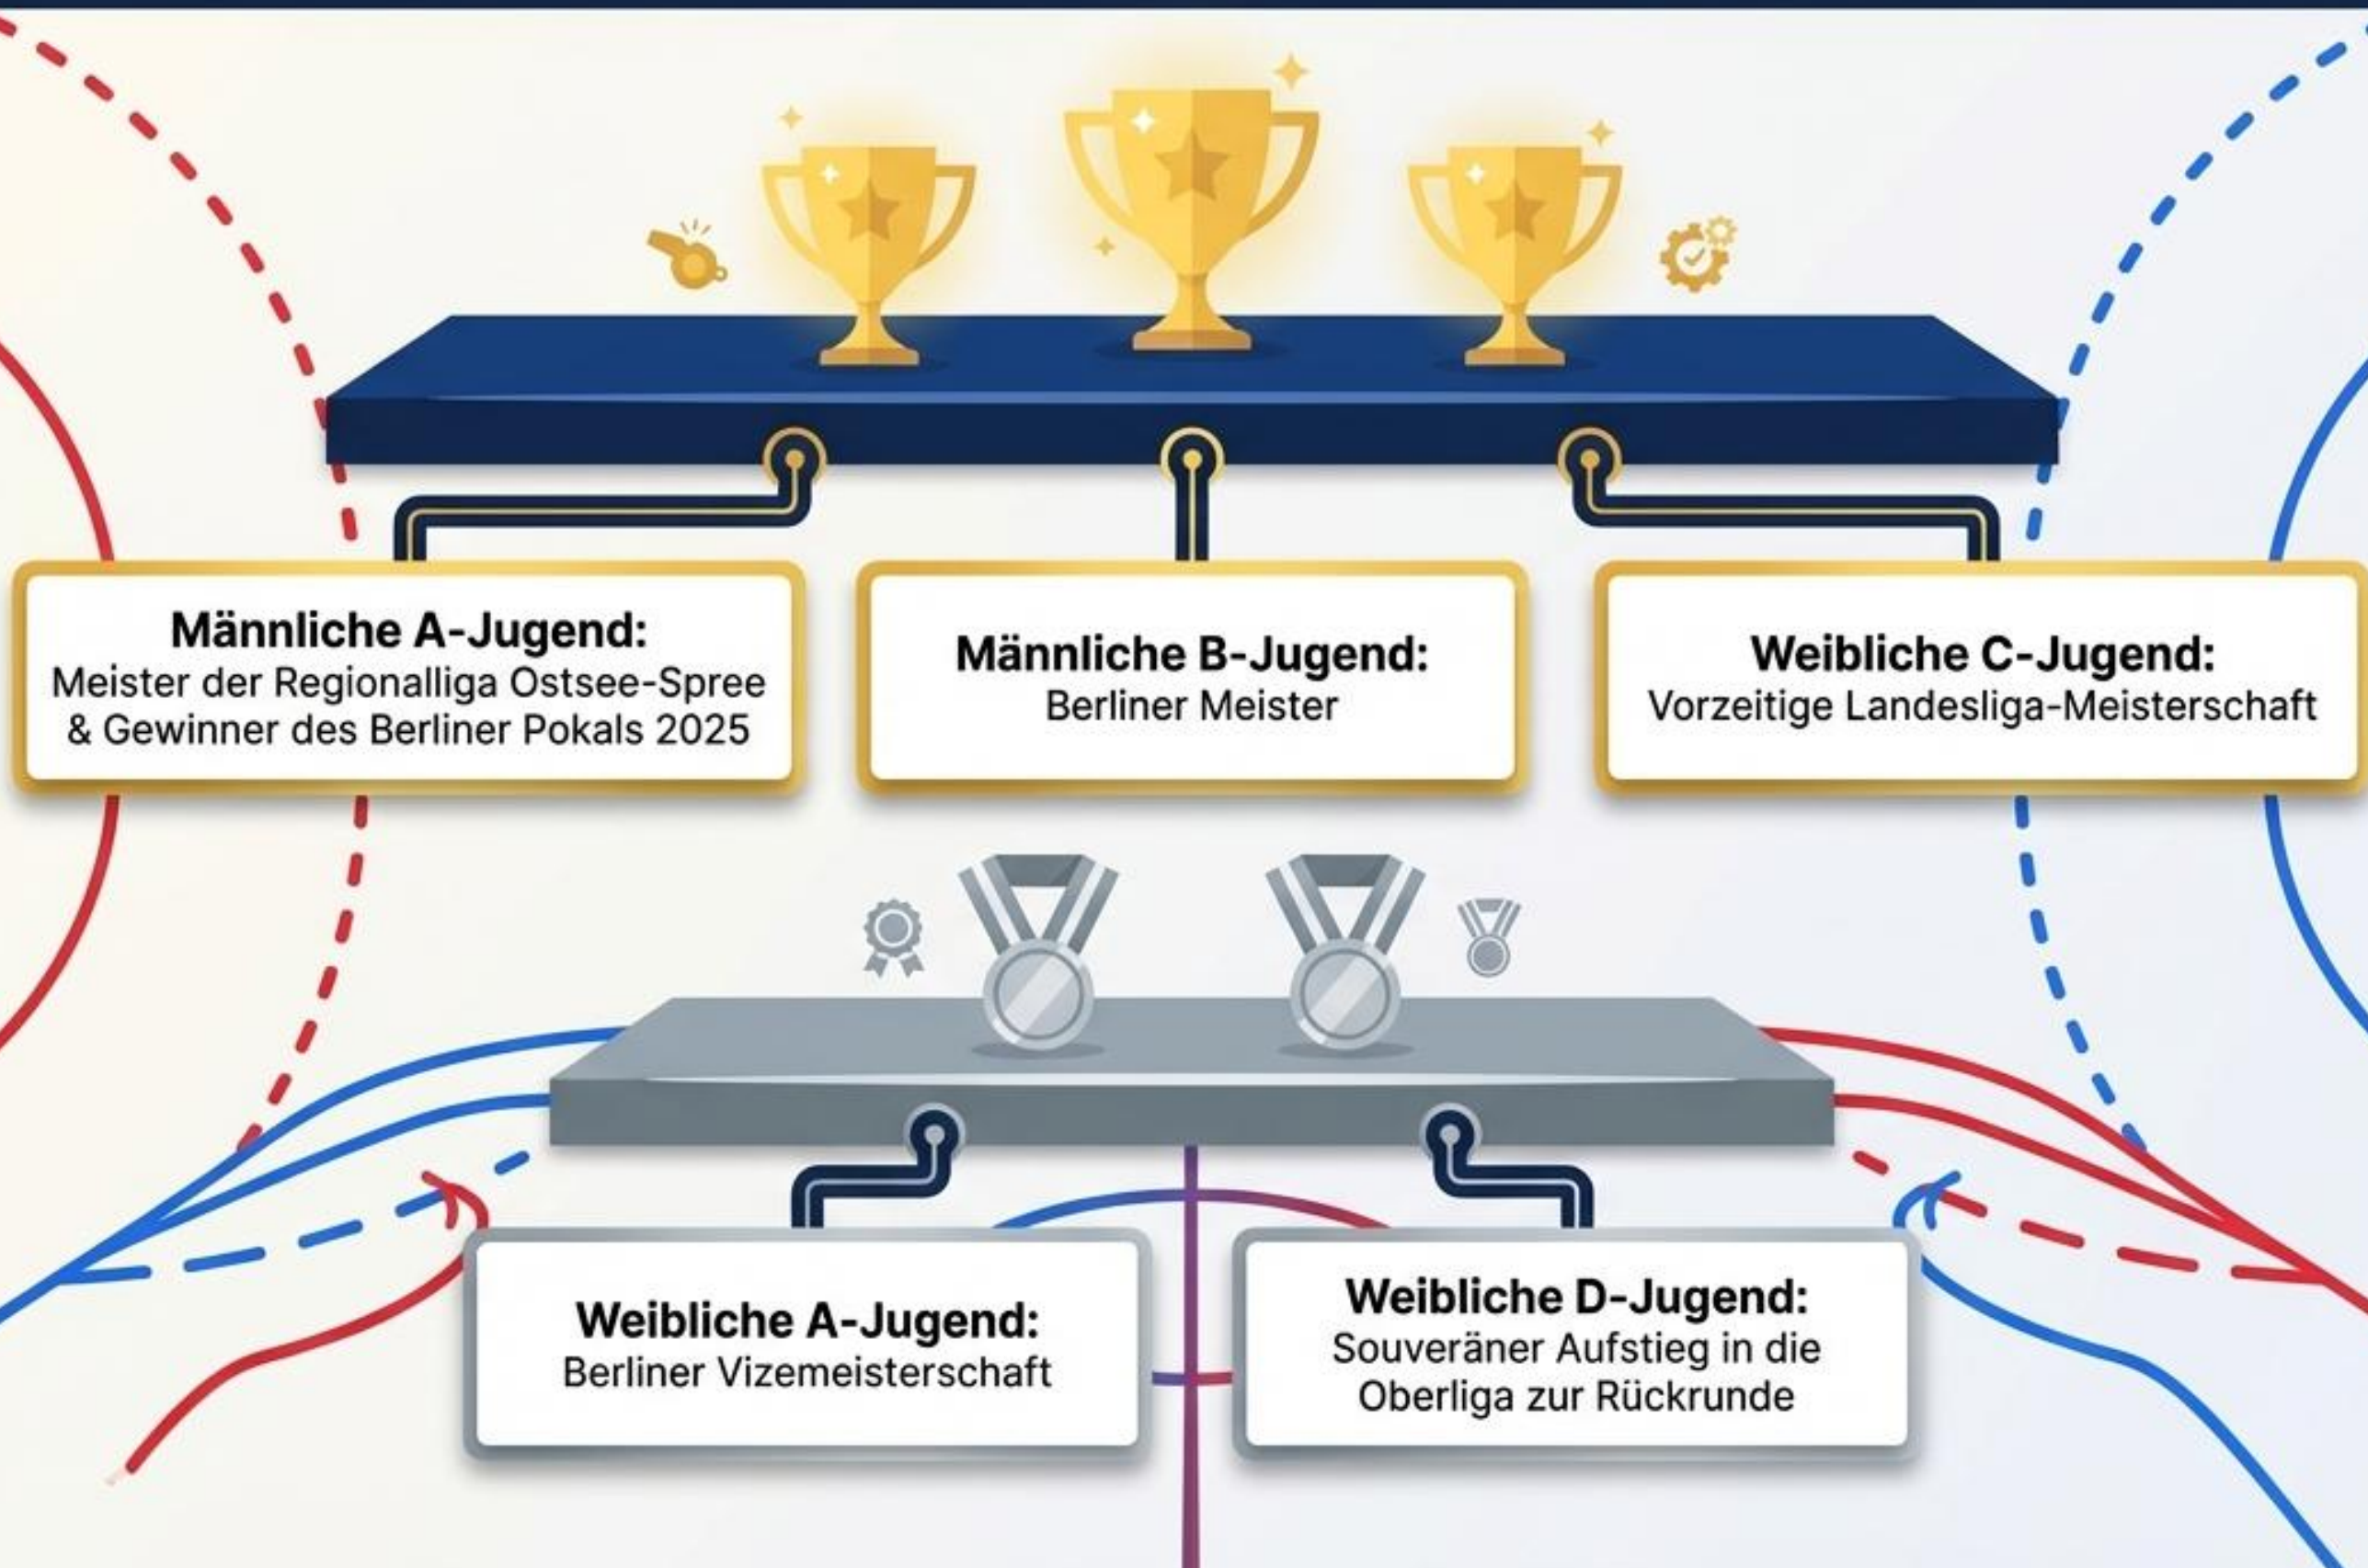 Männliche A-Jugend:
Meister der Regionalliga Ostsee-Spree
& Gewinner des Berliner Pokals 2025
Männliche B-Jugend:
Berliner Meister
Weibliche C-Jugend:
Vorzeitige Landesliga-Meisterschaft
Weibliche A-Jugend:
Berliner Vizemeisterschaft
Weibliche D-Jugend:
Souveräner Aufstieg in die
Oberliga zur Rückrunde